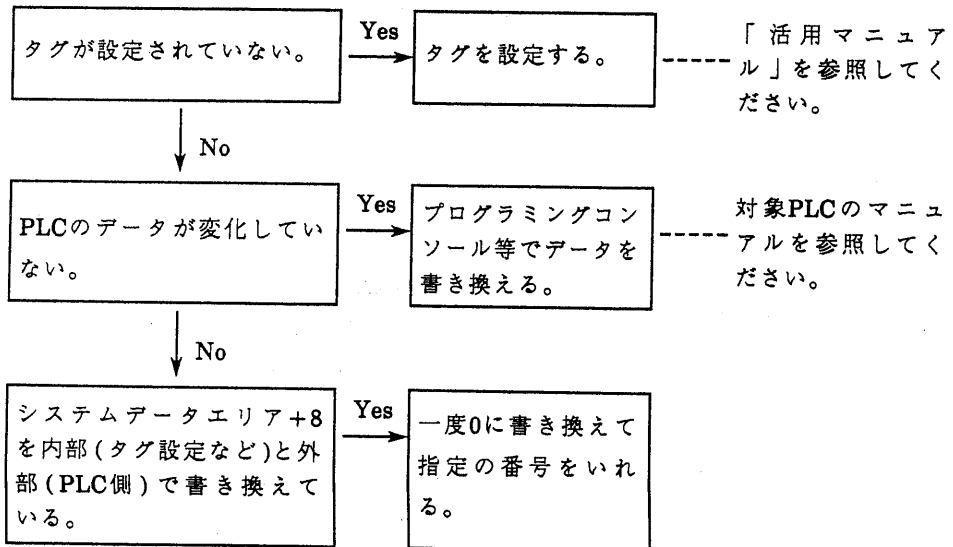 タグが設定されていない。
Yes
タグを設定する。
「活用マニュア
ル」を参照してく
ださい。
No
PLCのデータが変化してい
ない。
Yes
プログラミングコン
ソール等でデータを
書き換える。
対象PLCのマニュ
アルを参照してく
ださい。
No
システムデータエリア+8
を内部(タグ設定など)と外
部(PLC側)で書き換えて
いる。
Yes
一度0に書き換えて
指定の番号をいれ
る。